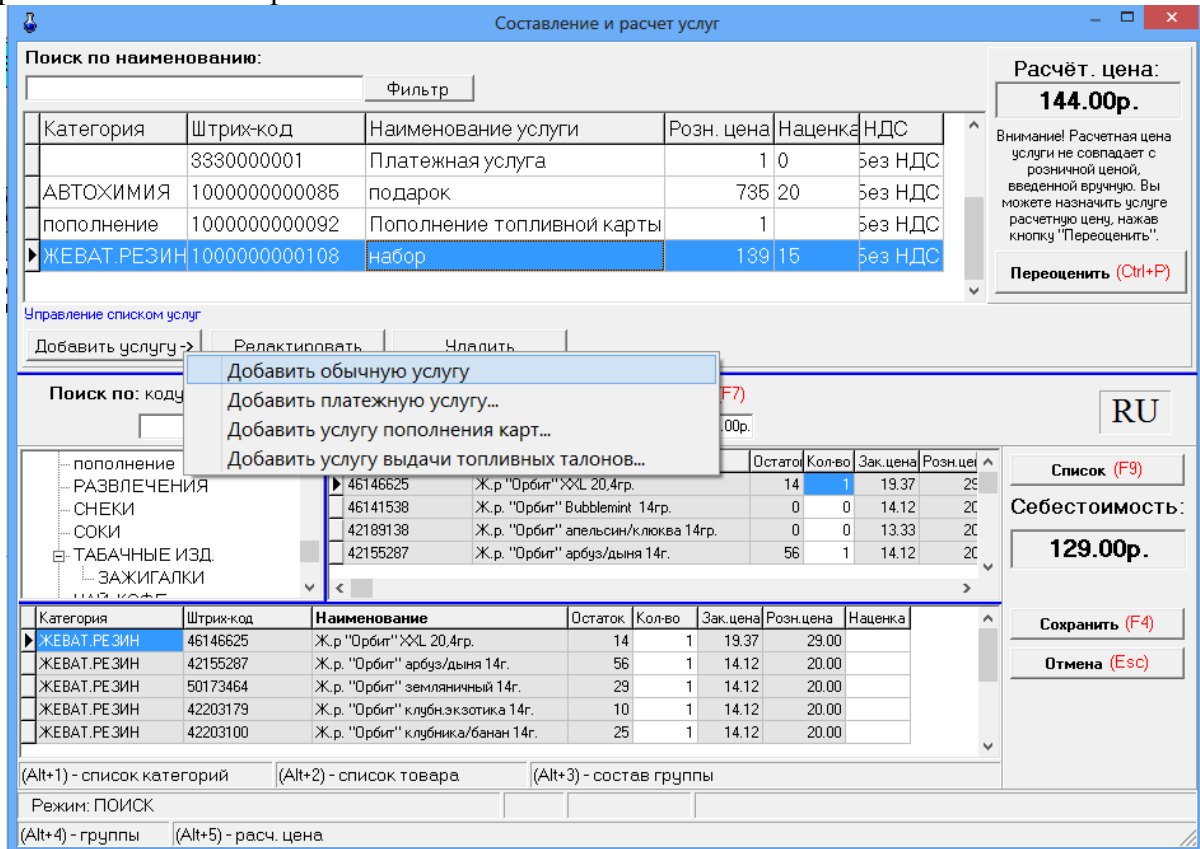 Составление и расчет услуг
Поиск по наименованию:
Фильтр
Категория Штрих-код Наименование услуги Розн. цена Наценка НДС
3330000001 Платежная услуга 1 0 Без НДС
АВТОХИМИЯ 1000000000085 подарок 735 20 Без НДС
пополнение 1000000000092 Пополнение топливной карты 1 Без НДС
ЖЕВАТ.РЕЗИН 1000000000108 набор 139 15 Без НДС
Расчёт. цена:
144.00р.
Внимание! Расчетная цена
услуги не совпадает с
розничной ценой,
введенной вручную. Вы
можете назначить услуге
расчетную цену, нажав
кнопку "Переоценить".
Переоценить (Ctrl+P)
Управление списком услуг
Добавить услугу -> Редактировать Удалить
Добавить обычную услугу
Добавить платежную услугу...
Добавить услугу пополнения карт...
Добавить услугу выдачи топливных талонов...
Поиск по: коду F7)
.00р.
RU
пополнение
РАЗВЛЕЧЕНИЯ
СНЕКИ
СОКИ
ТАБАЧНЫЕ ИЗД.
ЗАЖИГАЛКИ
ЧАЙ, КОФЕ
Остаток Кол-во Зак.цена Розн.цен
46146625 Ж.р "Орбит" XXL 20,4гр. 14 1 19.37 29
46141538 Ж.р. "Орбит" Bubblemint 14гр. 0 0 14.12 20
42189138 Ж.р. "Орбит" апельсин/клюква 14гр. 0 0 13.33 20
42155287 Ж.р. "Орбит" арбуз/дыня 14г. 56 1 14.12 20
Список (F9)
Себестоимость:
129.00р.
Категория Штрих-код Наименование Остаток Кол-во Зак.цена Розн.цена Наценка
ЖЕВАТ.РЕЗИН 46146625 Ж.р "Орбит" XXL 20,4гр. 14 1 19.37 29.00
ЖЕВАТ.РЕЗИН 42155287 Ж.р. "Орбит" арбуз/дыня 14г. 56 1 14.12 20.00
ЖЕВАТ.РЕЗИН 50173464 Ж.р. "Орбит" земляничный 14г. 29 1 14.12 20.00
ЖЕВАТ.РЕЗИН 42203179 Ж.р. "Орбит" клубн.экзотика 14г. 10 1 14.12 20.00
ЖЕВАТ.РЕЗИН 42203100 Ж.р. "Орбит" клубника/банан 14г. 25 1 14.12 20.00
Сохранить (F4)
Отмена (Esc)
(Alt+1) - список категорий (Alt+2) - список товара (Alt+3) - состав группы
Режим: ПОИСК
(Alt+4) - группы (Alt+5) - расч. цена